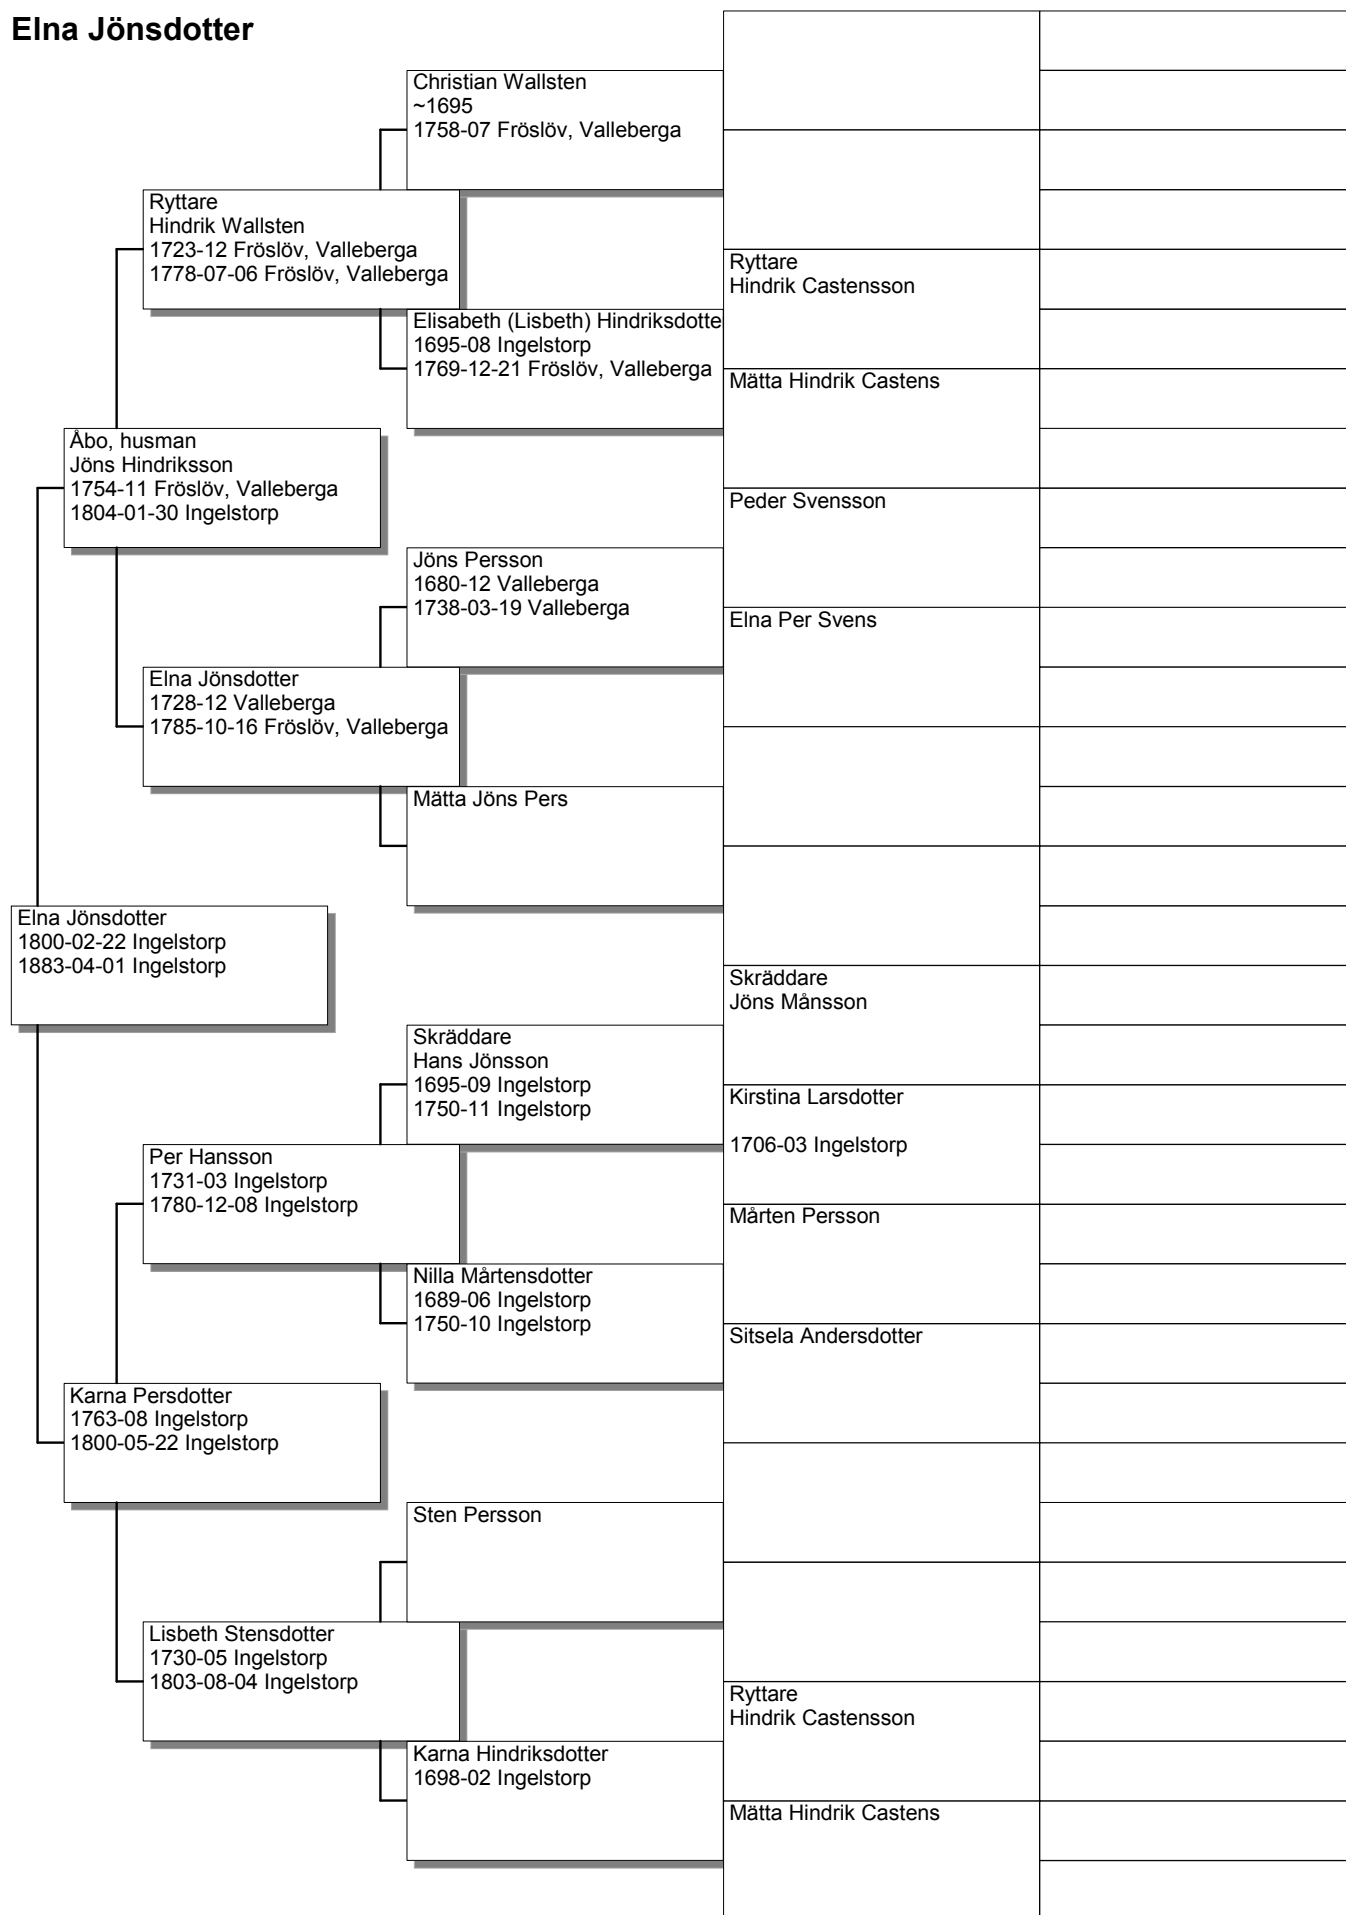 Elna Jönsdotter
Christian Wallsten
~1695
1758-07 Fröslöv, Valleberga
Ryttare
Hindrik Wallsten
1723-12 Fröslöv, Valleberga
1778-07-06 Fröslöv, Valleberga
Ryttare
Hindrik Castensson
Elisabeth (Lisbeth) Hindriksdotte
1695-08 Ingelstorp
1769-12-21 Fröslöv, Valleberga
Mätta Hindrik Castens
Åbo, husman
Jöns Hindriksson
1754-11 Fröslöv, Valleberga
1804-01-30 Ingelstorp
Peder Svensson
Jöns Persson
1680-12 Valleberga
1738-03-19 Valleberga
Elna Per Svens
Elna Jönsdotter
1728-12 Valleberga
1785-10-16 Fröslöv, Valleberga
Mätta Jöns Pers
Elna Jönsdotter
1800-02-22 Ingelstorp
1883-04-01 Ingelstorp
Skräddare
Jöns Månsson
Skräddare
Hans Jönsson
1695-09 Ingelstorp
1750-11 Ingelstorp
Kirstina Larsdotter
1706-03 Ingelstorp
Per Hansson
1731-03 Ingelstorp
1780-12-08 Ingelstorp
Mårten Persson
Nilla Mårtensdotter
1689-06 Ingelstorp
1750-10 Ingelstorp
Sitsela Andersdotter
Karna Persdotter
1763-08 Ingelstorp
1800-05-22 Ingelstorp
Sten Persson
Lisbeth Stensdotter
1730-05 Ingelstorp
1803-08-04 Ingelstorp
Ryttare
Hindrik Castensson
Karna Hindriksdotter
1698-02 Ingelstorp
Mätta Hindrik Castens